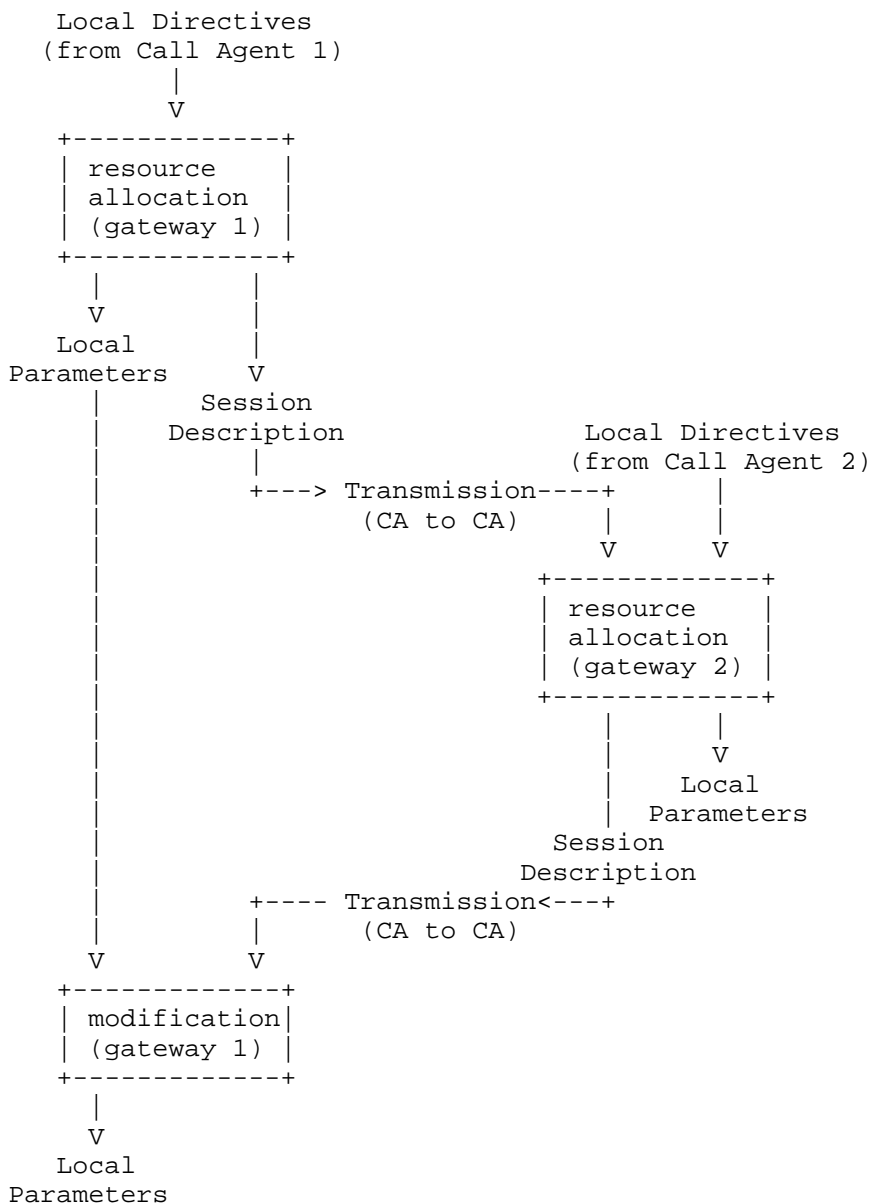 Local Directives
(from Call Agent 1)
|
V
+-------------+
| resource    |
| allocation  |
| (gateway 1) |
+-------------+
|         |
V         |
Local       |
Parameters     V
|      Session
|    Description               Local Directives
|         |                   (from Call Agent 2)
|         +---> Transmission----+      |
|                (CA to CA)     |      |
|                               V      V
|                           +-------------+
|                           | resource    |
|                           | allocation  |
|                           | (gateway 2) |
|                           +-------------+
|                               |      |
|                               |      V
|                               |    Local
|                               |  Parameters
|                            Session
|                          Description
|         +---- Transmission<---+
|         |      (CA to CA)
V         V
+-------------+
| modification|
| (gateway 1) |
+-------------+
|
V
Local
Parameters